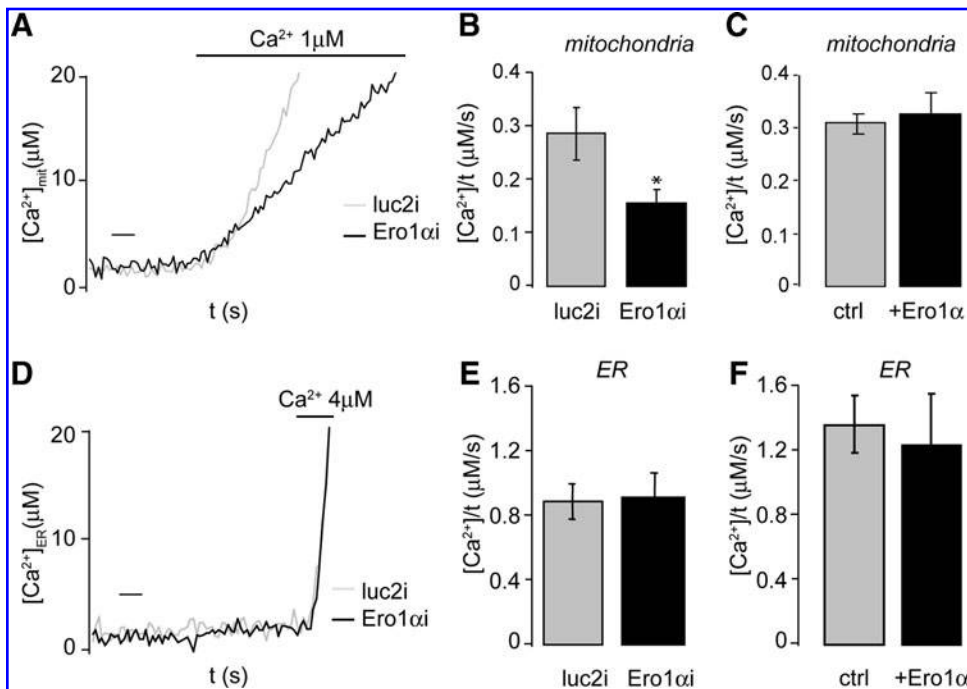 A
Ca²⁺ 1µM
20
10
0
[Ca²⁺]mit(µM)
luc2i
Ero1αi
t (s)
B
mitochondria
0.4
0.3
0.2
0.1
0
[Ca²⁺]/t (µM/s)
*
luc2i Ero1αi
C
mitochondria
0.4
0.3
0.2
0.1
0
[Ca²⁺]/t (µM/s)
ctrl +Ero1α
D
Ca²⁺ 4µM
20
10
0
[Ca²⁺]ER(µM)
luc2i
Ero1αi
t (s)
E
ER
1.6
1.2
0.8
0.4
0
[Ca²⁺]/t (µM/s)
luc2i Ero1αi
F
ER
1.6
1.2
0.8
0.4
0
[Ca²⁺]/t (µM/s)
ctrl +Ero1α